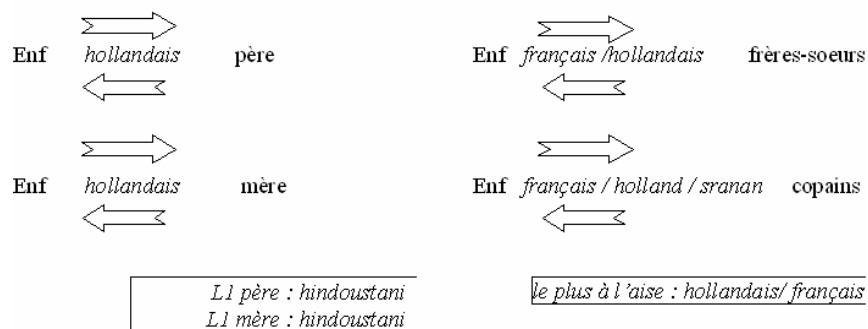 Enf hollandais père
Enf français /hollandais frères-soeurs
Enf hollandais mère
Enf français / holland / sranan copains
L1 père : hindoustani
L1 mère : hindoustani
le plus à l'aise : hollandais/ français